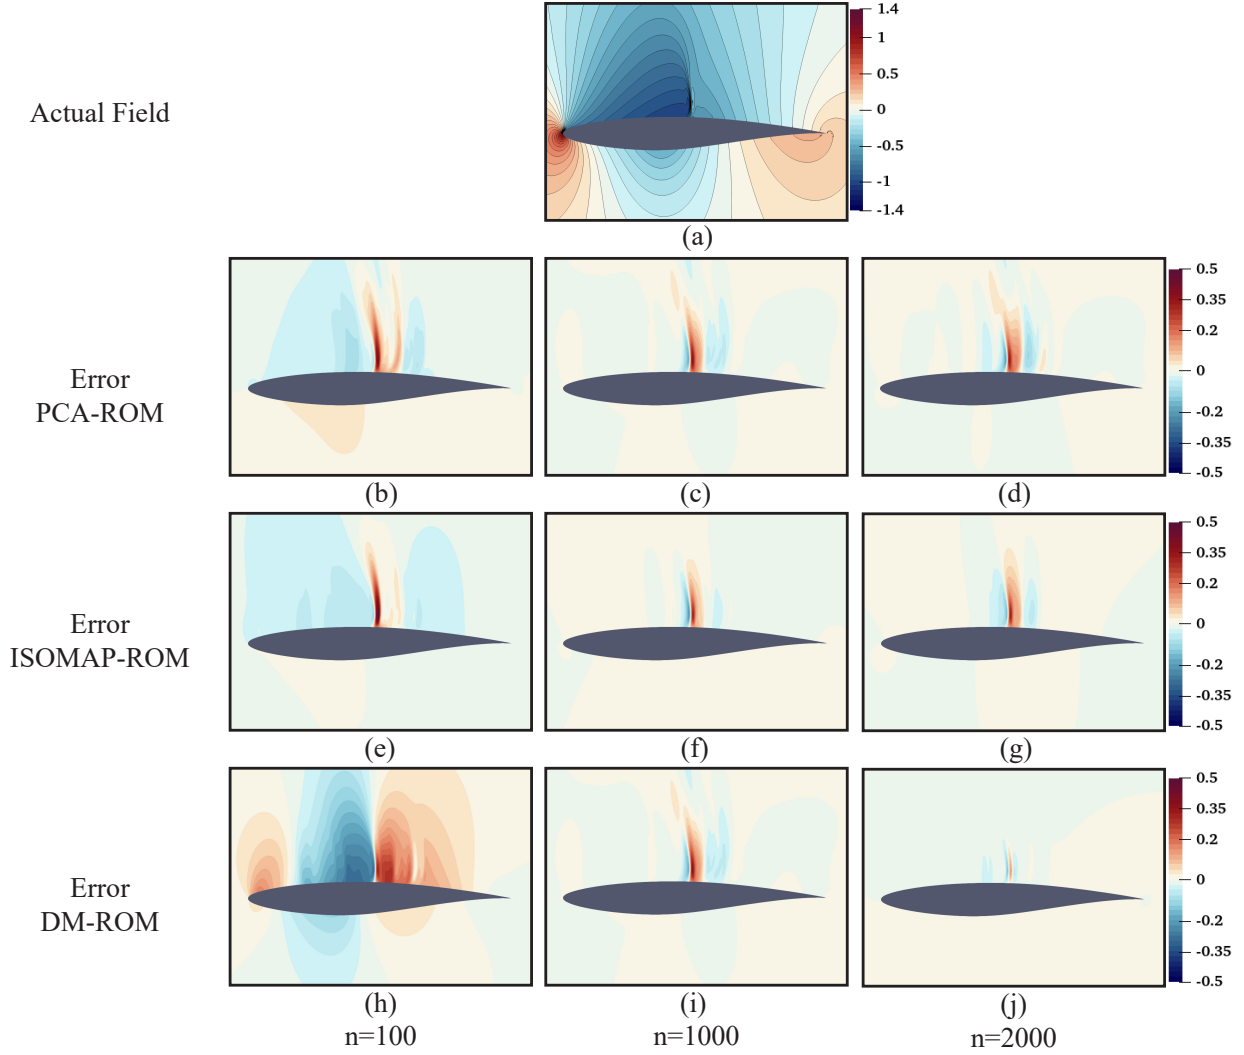 1.4
1
0.5
0
-0.5
-1
-1.4
Actual Field
(a)
0.5
0.35
0.2
0
-0.2
-0.35
-0.5
Error
PCA-ROM
(b)
(c)
(d)
0.5
0.35
0.2
0
-0.2
-0.35
-0.5
Error
ISOMAP-ROM
(e)
(f)
(g)
0.5
0.35
0.2
0
-0.2
-0.35
-0.5
Error
DM-ROM
(h)
(i)
(j)
n=100
n=1000
n=2000